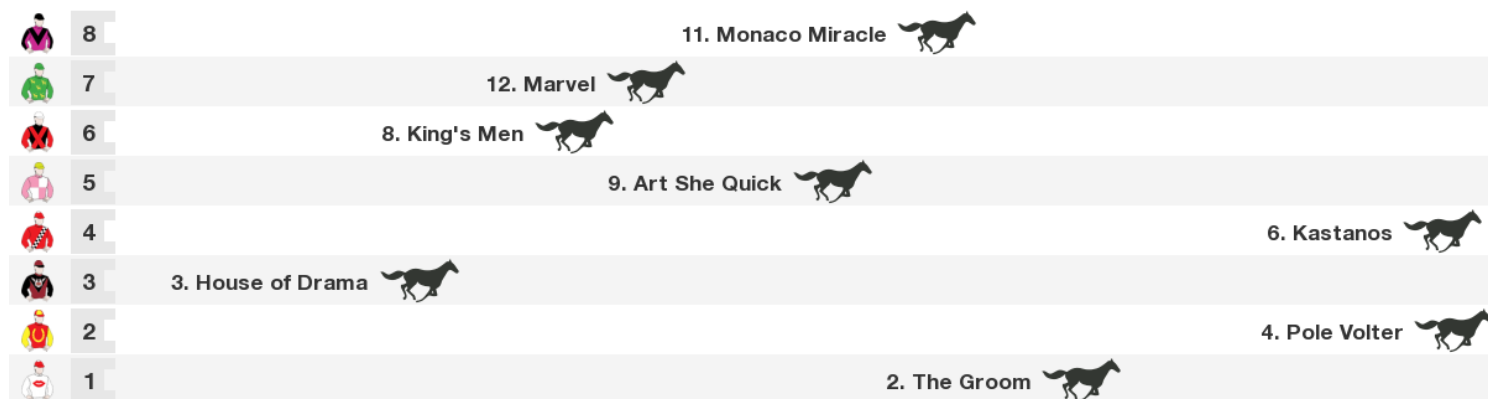 8 11. Monaco Miracle
7 12. Marvel
6 8. King's Men
5 9. Art She Quick
4 6. Kastanos
3 3. House of Drama
2 4. Pole Volter
1 2. The Groom